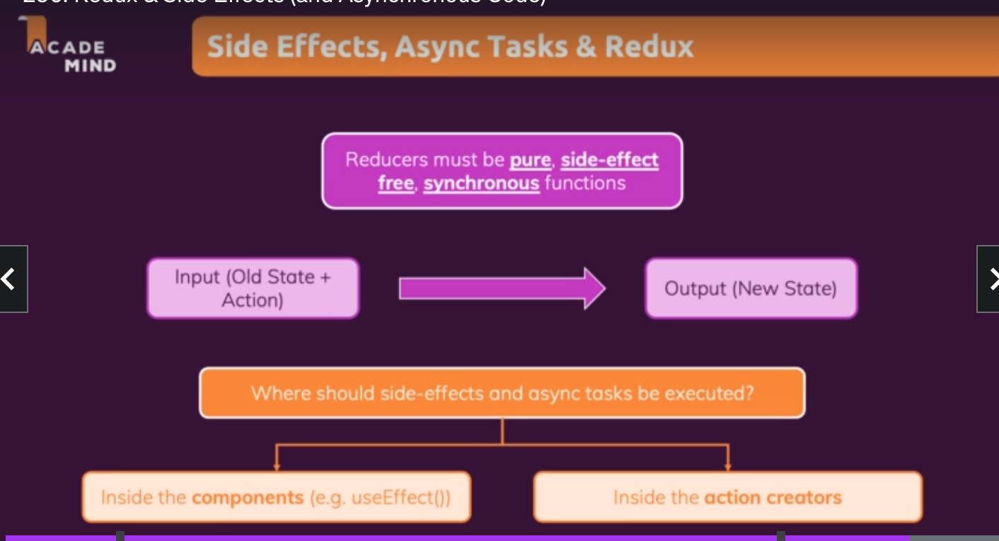 Redux & Side Effects (and Asynchronous Code)
ACADE
MIND
Side Effects, Async Tasks & Redux
Reducers must be pure, side-effect
free, synchronous functions
Input (Old State +
Action)
Output (New State)
Where should side-effects and async tasks be executed?
Inside the components (e.g. useEffect())
Inside the action creators